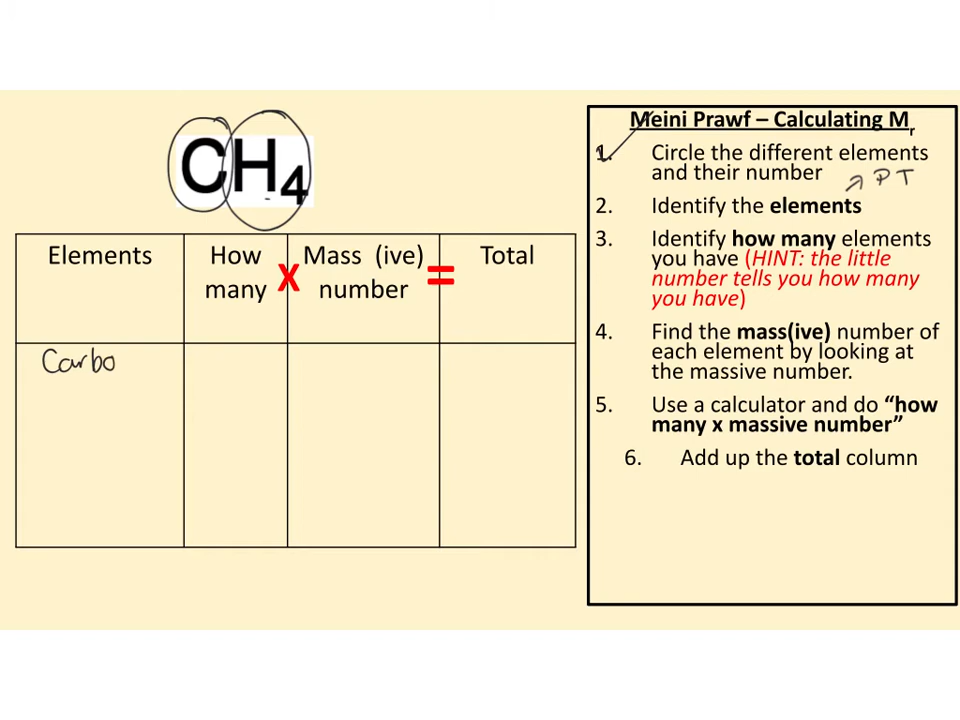 CH4
Elements
How many
X
Mass (ive) number
=
Total
Carbo
Meini Prawf – Calculating Mr
1. Circle the different elements
and their number
PT
2. Identify the elements
3. Identify how many elements
you have (HINT: the little
number tells you how many
you have)
4. Find the mass(ive) number of
each element by looking at
the massive number.
5. Use a calculator and do “how
many x massive number”
6. Add up the total column